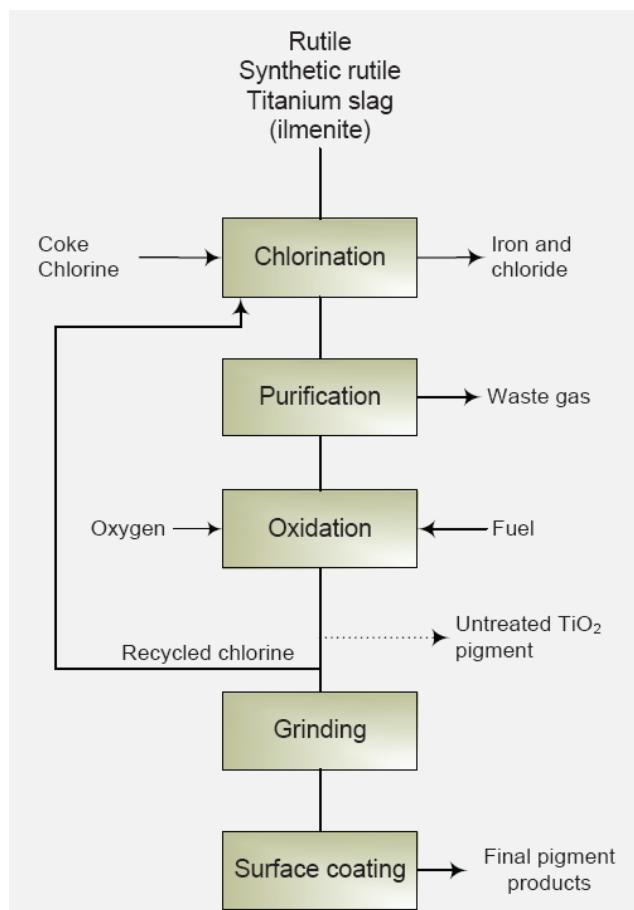 Rutile
Synthetic rutile
Titanium slag
(ilmenite)
Coke
Chlorine
Chlorination
Iron and
chloride
Purification
Waste gas
Oxygen
Oxidation
Fuel
Untreated TiO₂
pigment
Recycled chlorine
Grinding
Surface coating
Final pigment
products